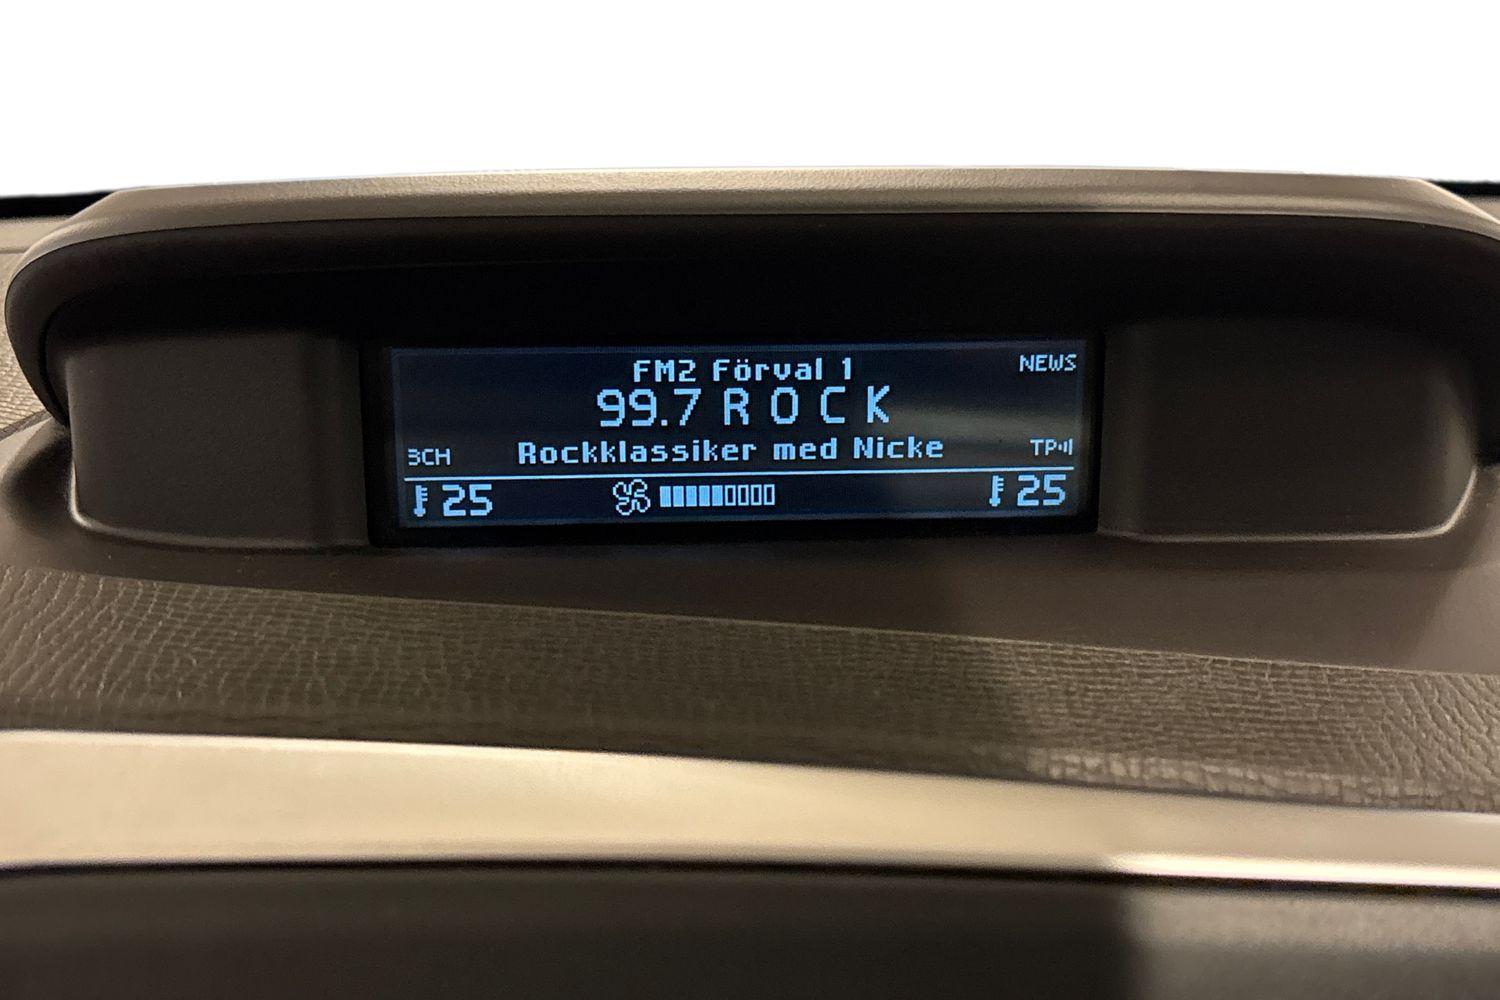 FM2 Förval 1
NEWS
99.7 R O C K
3CH
Rockklassiker med Nicke
TP
25
25